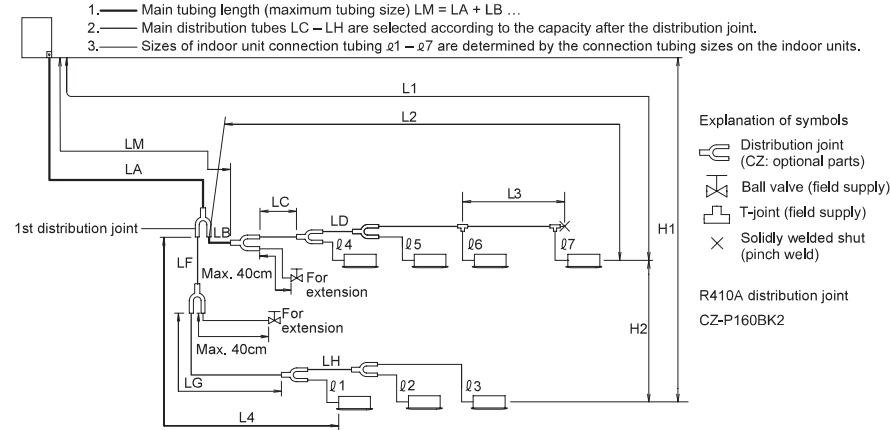 1. Main tubing length (maximum tubing size) LM = LA + LB ...
2. Main distribution tubes LC – LH are selected according to the capacity after the distribution joint.
3. Sizes of indoor unit connection tubing ℓ1 – ℓ7 are determined by the connection tubing sizes on the indoor units.
L1
L2
LM
LA
LC
L3
LD
1st distribution joint
LB
ℓ4
ℓ5
ℓ6
ℓ7
H1
LF
Max. 40cm
For
extension
For
extension
Max. 40cm
H2
LG
LH
ℓ1
ℓ2
ℓ3
L4
Explanation of symbols
Distribution joint
(CZ: optional parts)
Ball valve (field supply)
T-joint (field supply)
Solidly welded shut
(pinch weld)
R410A distribution joint
CZ-P160BK2